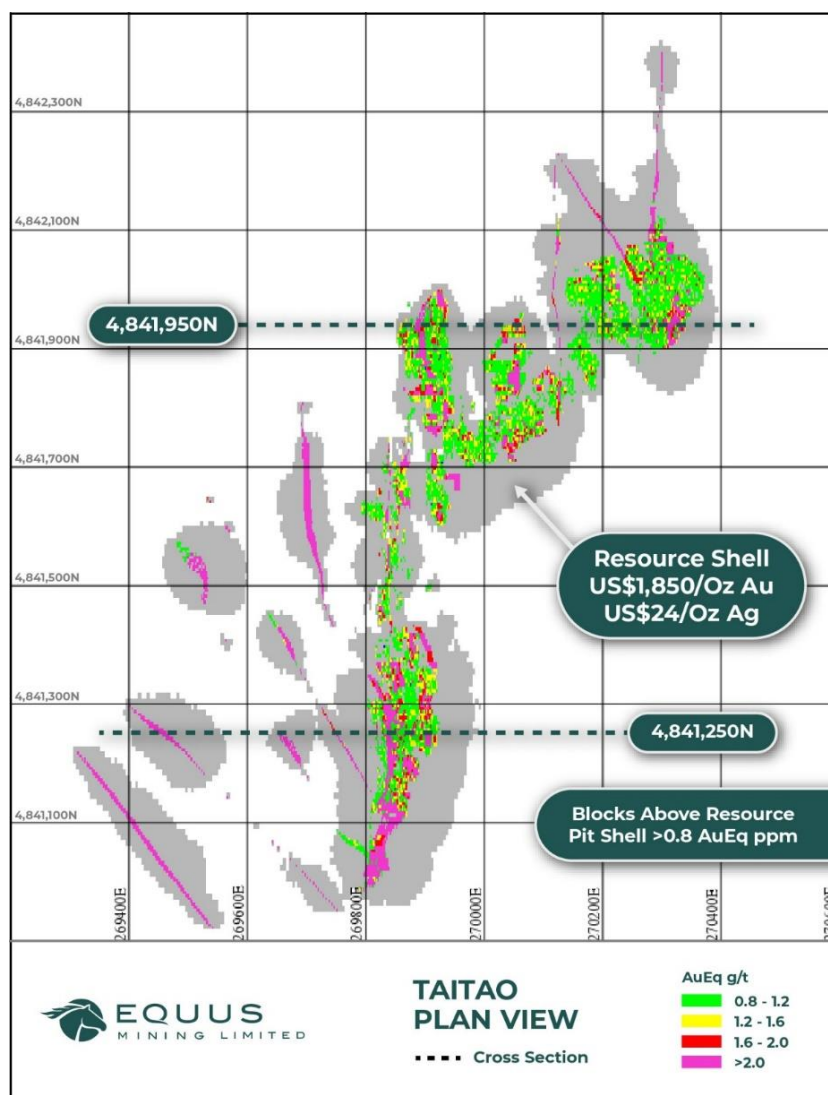 4,842,300N
4,842,100N
4,841,950N
4,841,900N
4,841,700N
Resource Shell
US$1,850/Oz Au
US$24/Oz Ag
4,841,500N
4,841,300N
4,841,250N
4,841,100N
Blocks Above Resource
Pit Shell >0.8 AuEq ppm
269400E
269600E
269800E
270000E
270200E
270400E
EQUUS
MINING LIMITED
TAITAO
PLAN VIEW
Cross Section
AuEq g/t
0.8 - 1.2
1.2 - 1.6
1.6 - 2.0
>2.0